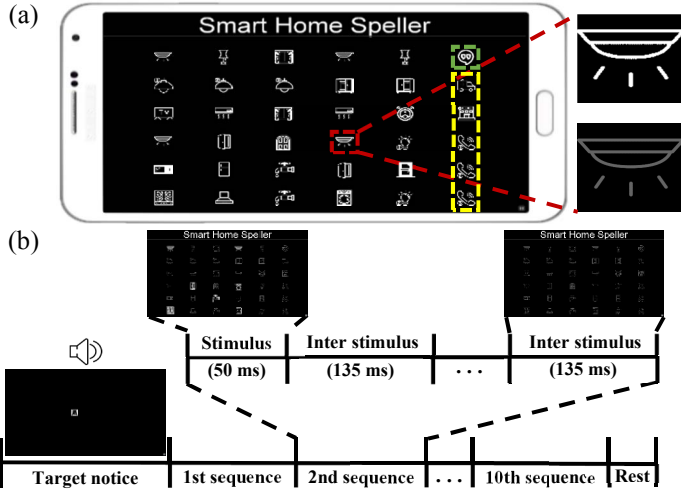 (a)
Smart Home Speller
(b)
Smart Home Speller
Smart Home Speller
Stimulus
Inter stimulus
Inter stimulus
(50 ms)
(135 ms)
. . .
(135 ms)
A
Target notice
1st sequence
2nd sequence
. . .
10th sequence
Rest